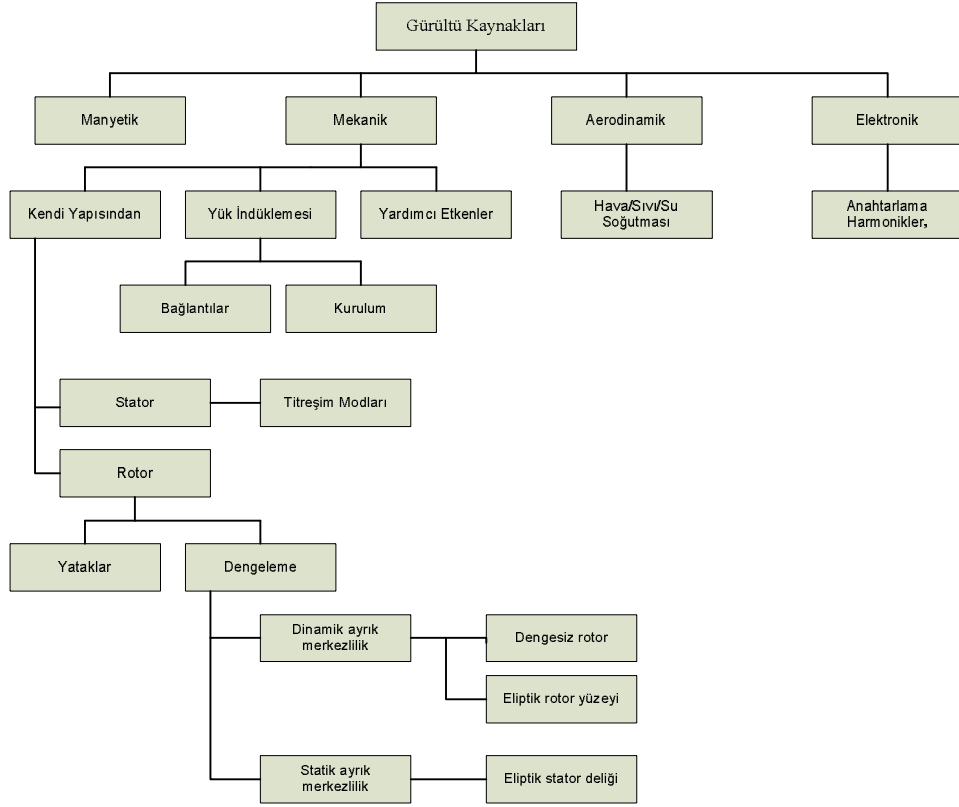 Gürültü Kaynakları
Manyetik
Mekanik
Aerodinamik
Elektronik
Kendi Yapısından
Yük İndüklemesi
Yardımcı Etkenler
Hava/Sıvı/Su
Soğutması
Anahtarlama
Harmonikler,
Bağlantılar
Kurulum
Stator
Titreşim Modları
Rotor
Yataklar
Dengeleme
Dinamik ayrık
merkezlilik
Dengesiz rotor
Eliptik rotor yüzeyi
Statik ayrık
merkezlilik
Eliptik stator deliği